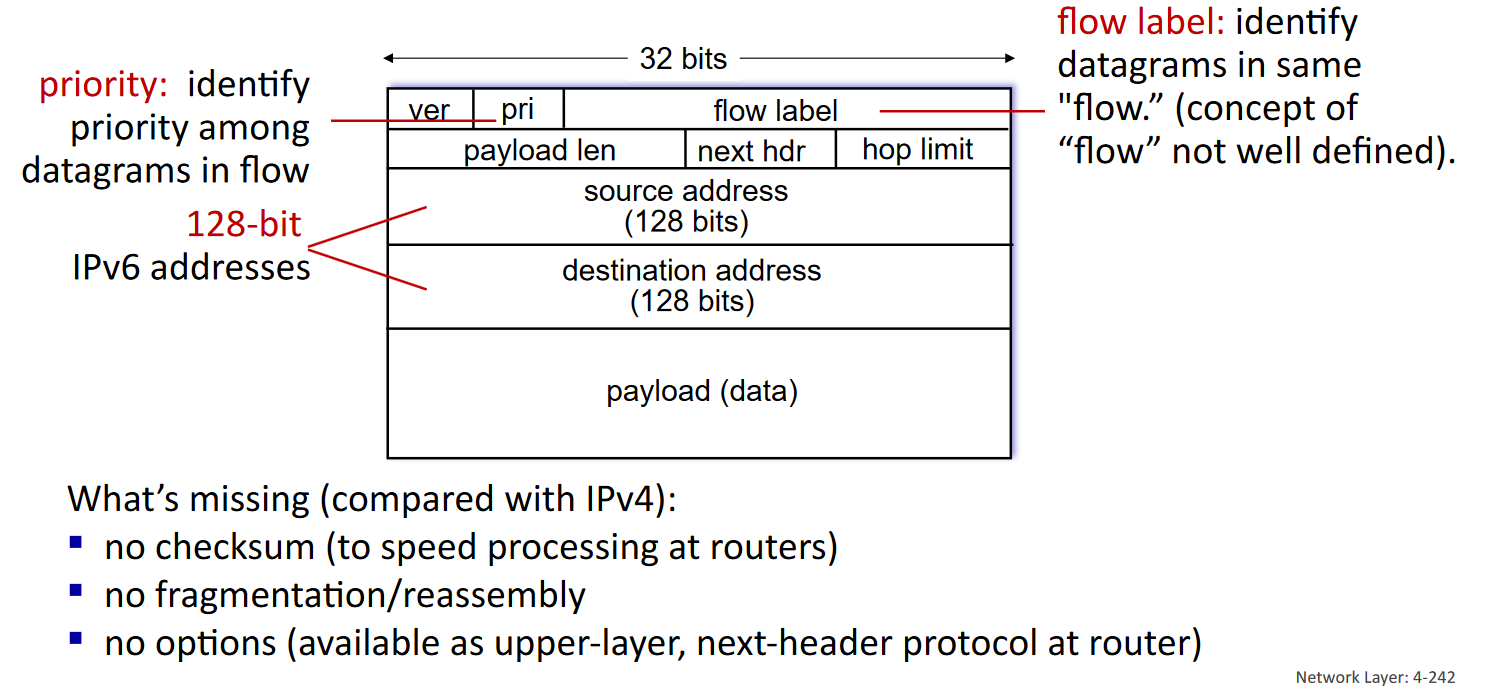 32 bits
priority: identify
priority among
datagrams in flow
128-bit
IPv6 addresses
flow label: identify
datagrams in same
"flow.” (concept of
“flow” not well defined).
ver pri flow label
payload len next hdr hop limit
source address
(128 bits)
destination address
(128 bits)
payload (data)
What’s missing (compared with IPv4):
▪ no checksum (to speed processing at routers)
▪ no fragmentation/reassembly
▪ no options (available as upper-layer, next-header protocol at router)
Network Layer: 4-242